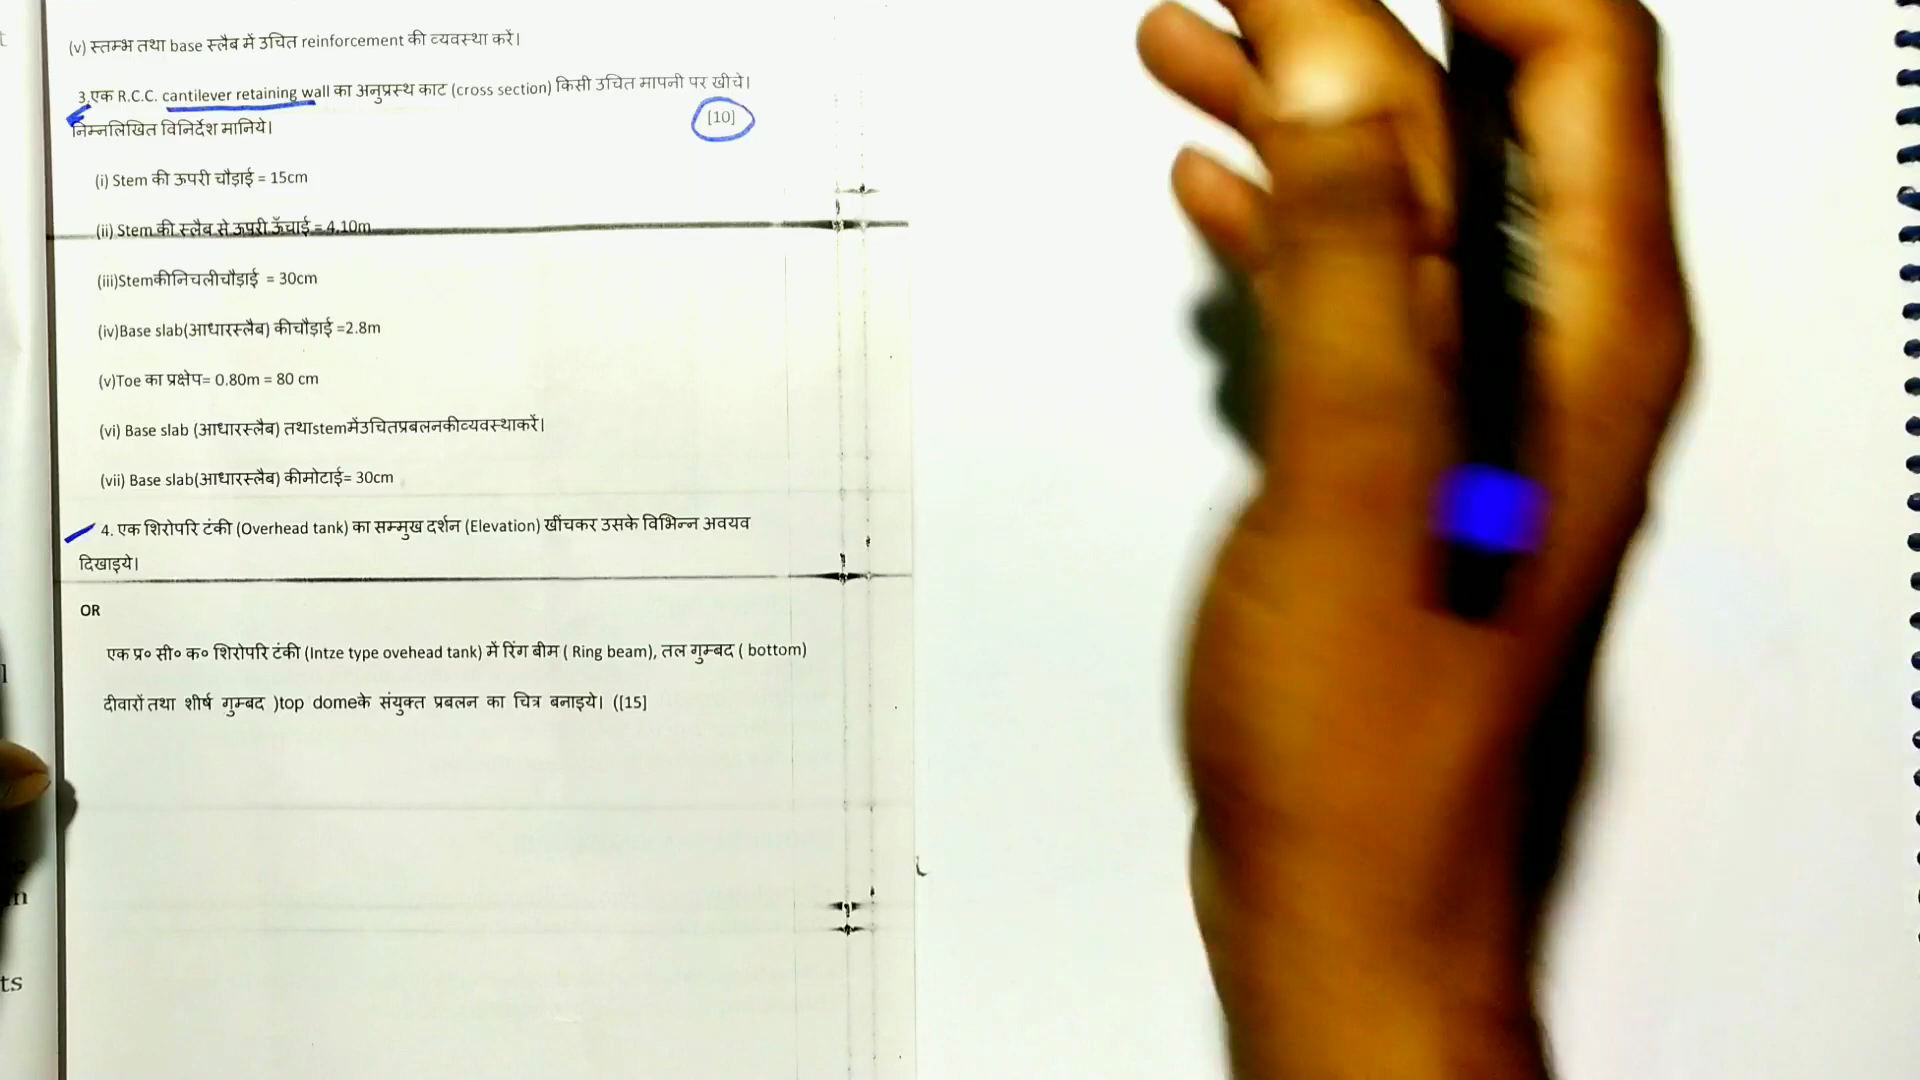 (v) स्तम्भ तथा base स्लैब में उचित reinforcement की व्यवस्था करें।
3.एक R.C.C. cantilever retaining wall का अनुप्रस्थ काट (cross section) किसी उचित मापनी पर खीचे।
[10]
निम्नलिखित विनिर्देश मानिये।
(i) Stem की ऊपरी चौड़ाई = 15cm
(ii) Stem की स्लैब से ऊपरी ऊँचाई = 4.10m
(iii)Stemकीनिचलीचौड़ाई = 30cm
(iv)Base slab(आधारस्लैब) कीचौड़ाई =2.8m
(v)Toe का प्रक्षेप= 0.80m = 80 cm
(vi) Base slab (आधारस्लैब) तथाstemमेंउचितप्रबलनकीव्यवस्थाकरें।
(vii) Base slab(आधारस्लैब) कीमोटाई= 30cm
4. एक शिरोपरि टंकी (Overhead tank) का सम्मुख दर्शन (Elevation) खींचकर उसके विभिन्न अवयव
दिखाइये।
OR
एक प्र० सी० क० शिरोपरि टंकी (Intze type ovehead tank) में रिंग बीम ( Ring beam), तल गुम्बद ( bottom)
दीवारों तथा शीर्ष गुम्बद )top domeके संयुक्त प्रबलन का चित्र बनाइये। ([15]
ts